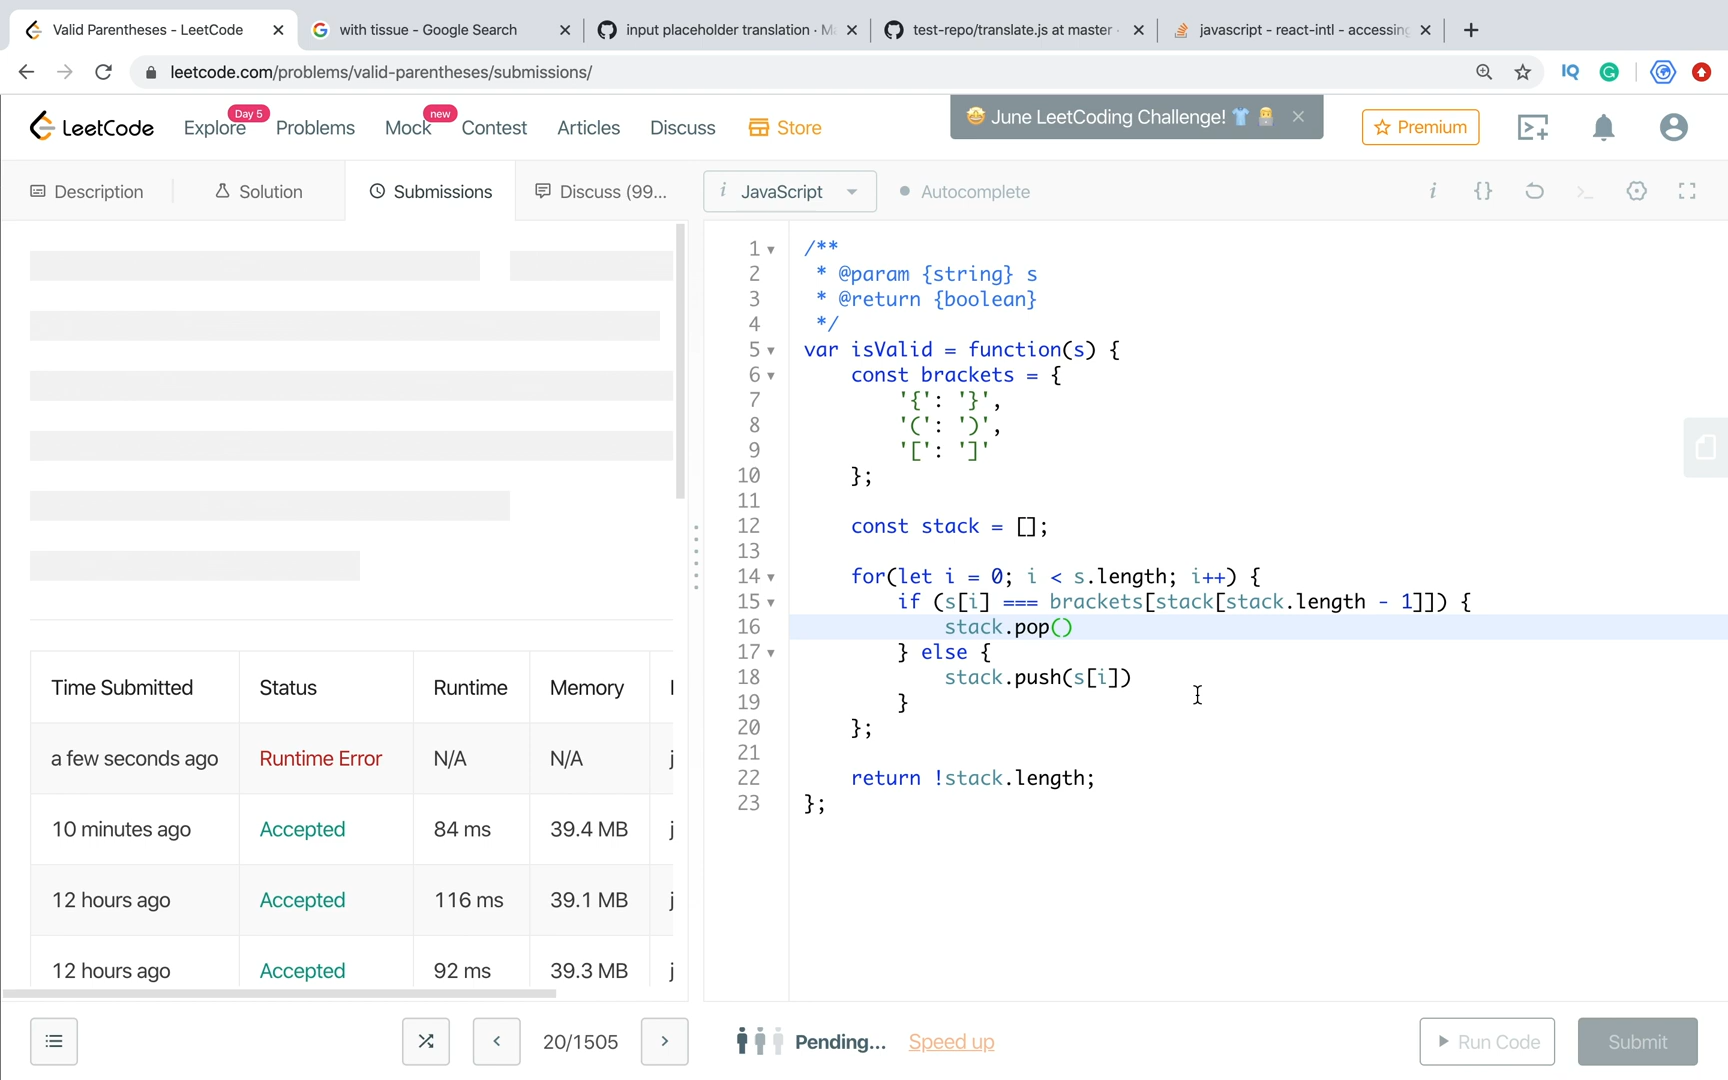 Valid Parentheses - LeetCode
with tissue - Google Search
input placeholder translation · M
test-repo/translate.js at master
javascript - react-intl - accessing
leetcode.com/problems/valid-parentheses/submissions/
IQ
LeetCode
Explore
Day 5
Problems
Mock
new
Contest
Articles
Discuss
Store
June LeetCoding Challenge!
Premium
Description
Solution
Submissions
Discuss (99...
i JavaScript
Autocomplete
i {}
1 /**
2 * @param {string} s
3 * @return {boolean}
4 */
5 var isValid = function(s) {
6 const brackets = {
7 '{': '}',
8 '(': ')',
9 '[': ']'
10 };
11
12 const stack = [];
13
14 for(let i = 0; i < s.length; i++) {
15 if (s[i] === brackets[stack[stack.length - 1]]) {
16 stack.pop()
17 } else {
18 stack.push(s[i])
19 }
20 };
21
22 return !stack.length;
23 };
Time Submitted Status Runtime Memory
a few seconds ago Runtime Error N/A N/A j
10 minutes ago Accepted 84 ms 39.4 MB j
12 hours ago Accepted 116 ms 39.1 MB j
12 hours ago Accepted 92 ms 39.3 MB j
20/1505
Pending...
Speed up
Run Code
Submit